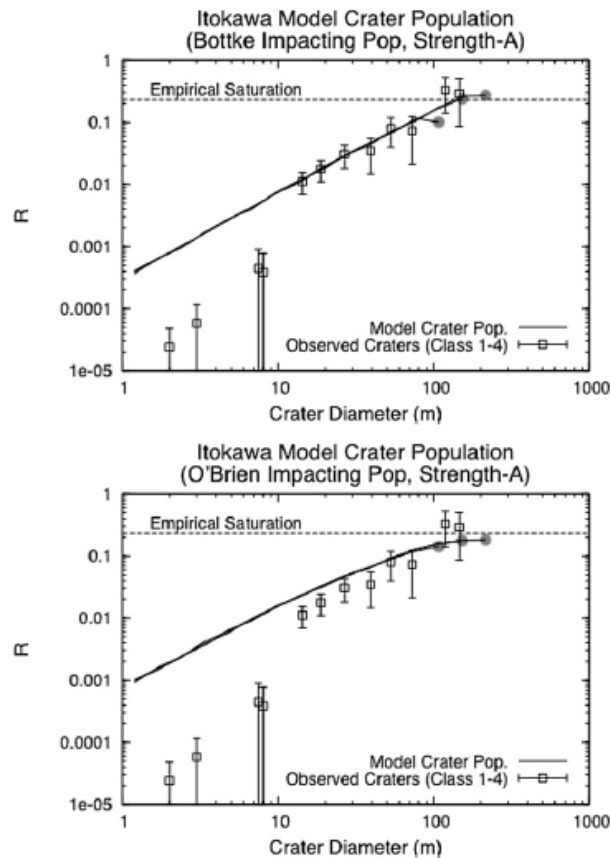 Itokawa Model Crater Population
(Bottke Impacting Pop, Strength-A)
1
Empirical Saturation
0.1
0.01
R
0.001
0.0001
Model Crater Pop.
Observed Craters (Class 1-4)
1e-05
1 10 100 1000
Crater Diameter (m)
Itokawa Model Crater Population
(O'Brien Impacting Pop, Strength-A)
1
Empirical Saturation
0.1
0.01
R
0.001
0.0001
Model Crater Pop.
Observed Craters (Class 1-4)
1e-05
1 10 100 1000
Crater Diameter (m)